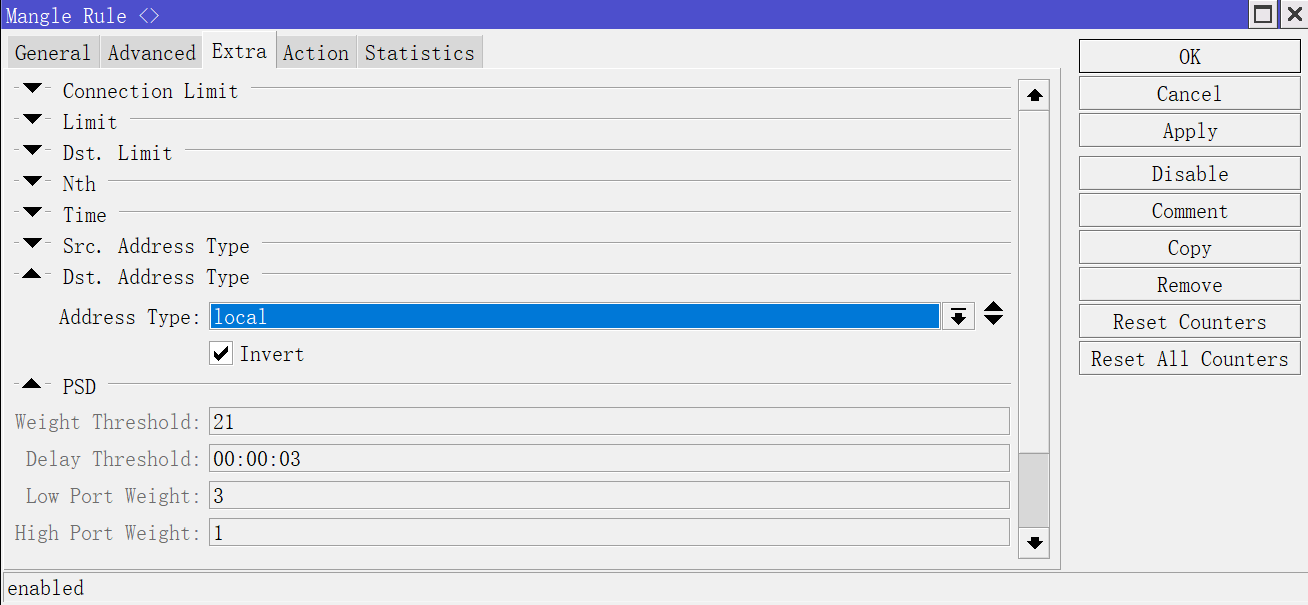 Mangle Rule <>
General Advanced Extra Action Statistics
Connection Limit
Limit
Dst. Limit
Nth
Time
Src. Address Type
Dst. Address Type
Address Type: local
Invert
PSD
Weight Threshold: 21
Delay Threshold: 00:00:03
Low Port Weight: 3
High Port Weight: 1
OK
Cancel
Apply
Disable
Comment
Copy
Remove
Reset Counters
Reset All Counters
enabled